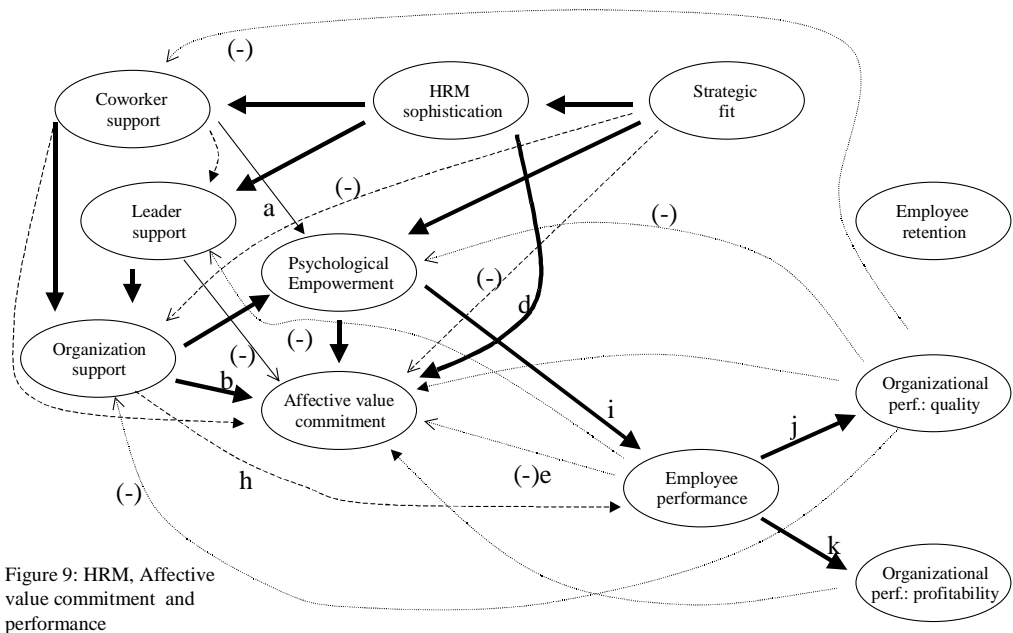 (-)
Coworker
support
HRM
sophistication
Strategic
fit
(-)
a
Leader
support
(-)
Employee
retention
Psychological
Empowerment
(-)
d
Organization
support
(-)
(-)
b
Affective value
commitment
Organizational
perf.: quality
i
j
h
(-)
(-)e
Employee
performance
k
Organizational
perf.: profitability
Figure 9: HRM, Affective
value commitment and
performance